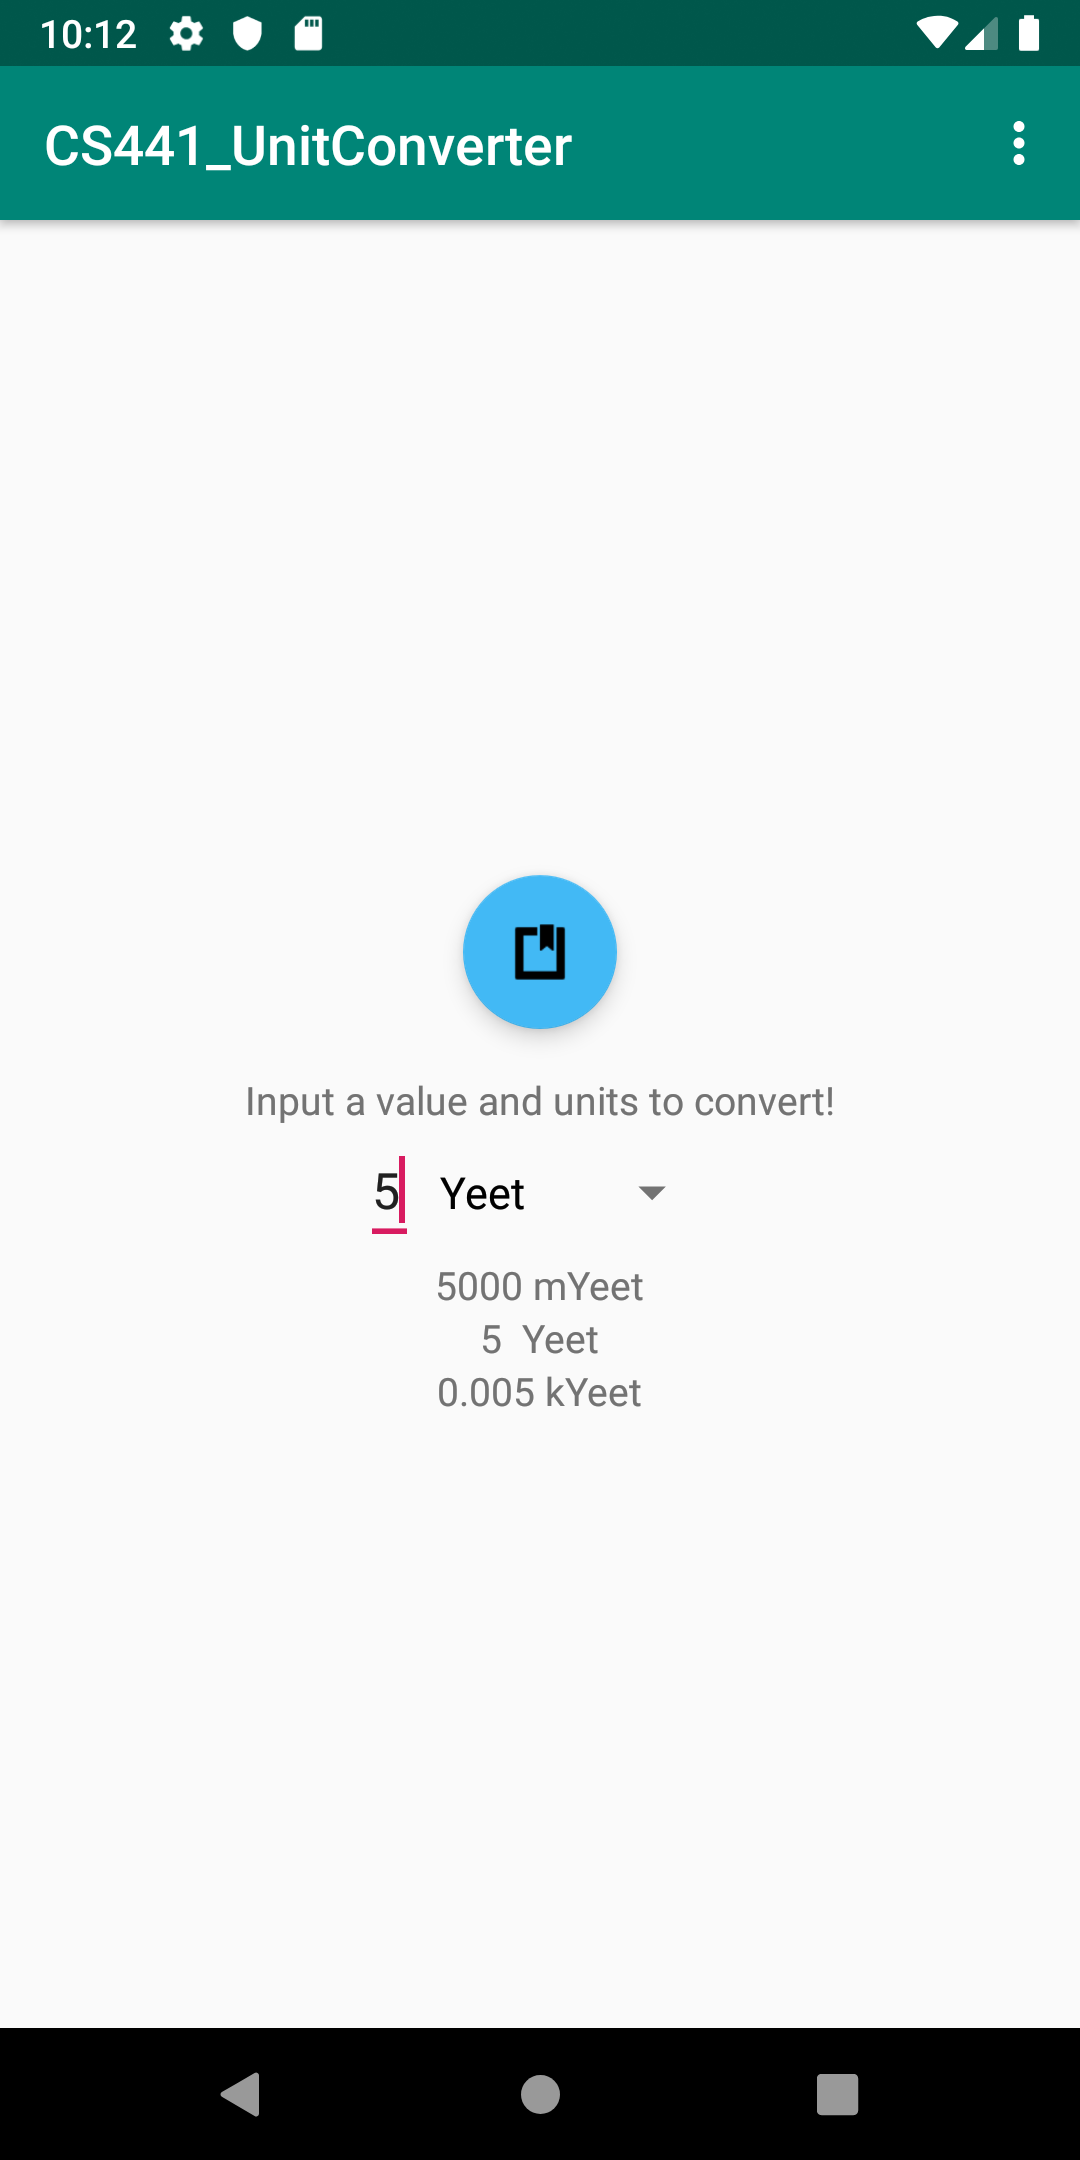 10:12
CS441_UnitConverter
Input a value and units to convert!
5 Yeet
5000 mYeet
5  Yeet
0.005 kYeet